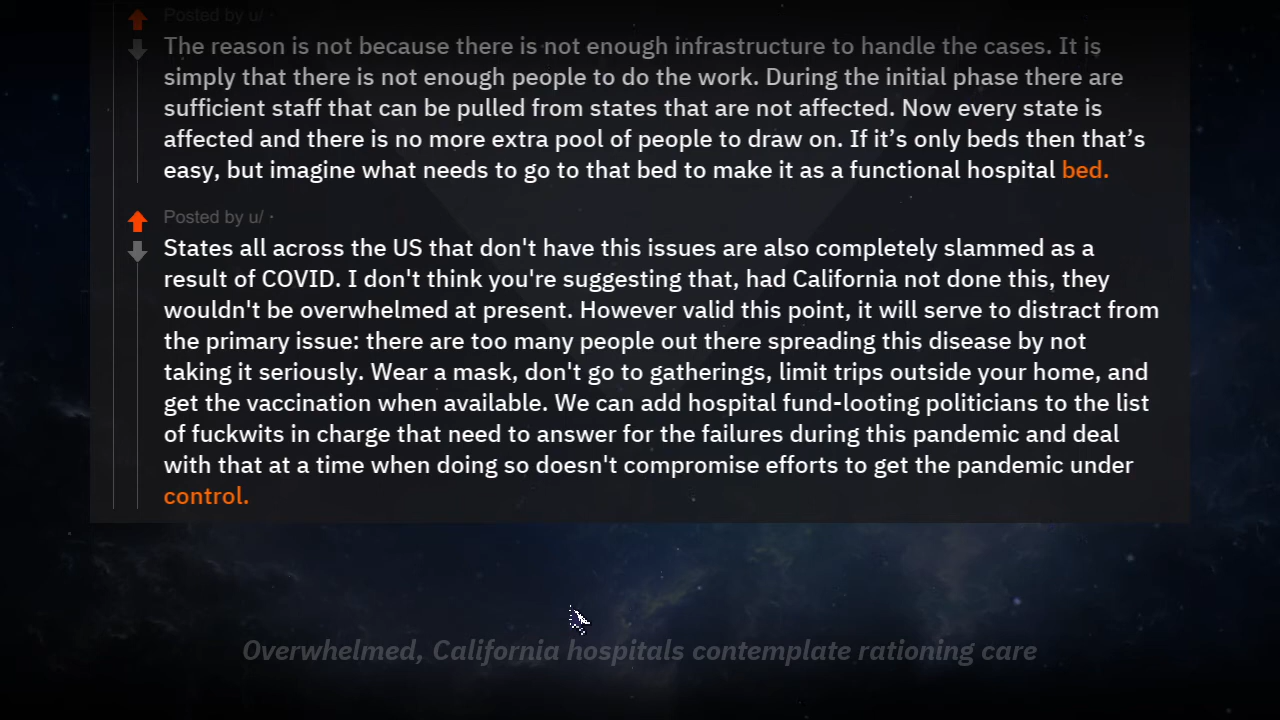 Posted by u/ ·
The reason is not because there is not enough infrastructure to handle the cases. It is
simply that there is not enough people to do the work. During the initial phase there are
sufficient staff that can be pulled from states that are not affected. Now every state is
affected and there is no more extra pool of people to draw on. If it’s only beds then that’s
easy, but imagine what needs to go to that bed to make it as a functional hospital bed.
Posted by u/ ·
States all across the US that don't have this issues are also completely slammed as a
result of COVID. I don't think you're suggesting that, had California not done this, they
wouldn't be overwhelmed at present. However valid this point, it will serve to distract from
the primary issue: there are too many people out there spreading this disease by not
taking it seriously. Wear a mask, don't go to gatherings, limit trips outside your home, and
get the vaccination when available. We can add hospital fund-looting politicians to the list
of fuckwits in charge that need to answer for the failures during this pandemic and deal
with that at a time when doing so doesn't compromise efforts to get the pandemic under
control.
Overwhelmed, California hospitals contemplate rationing care